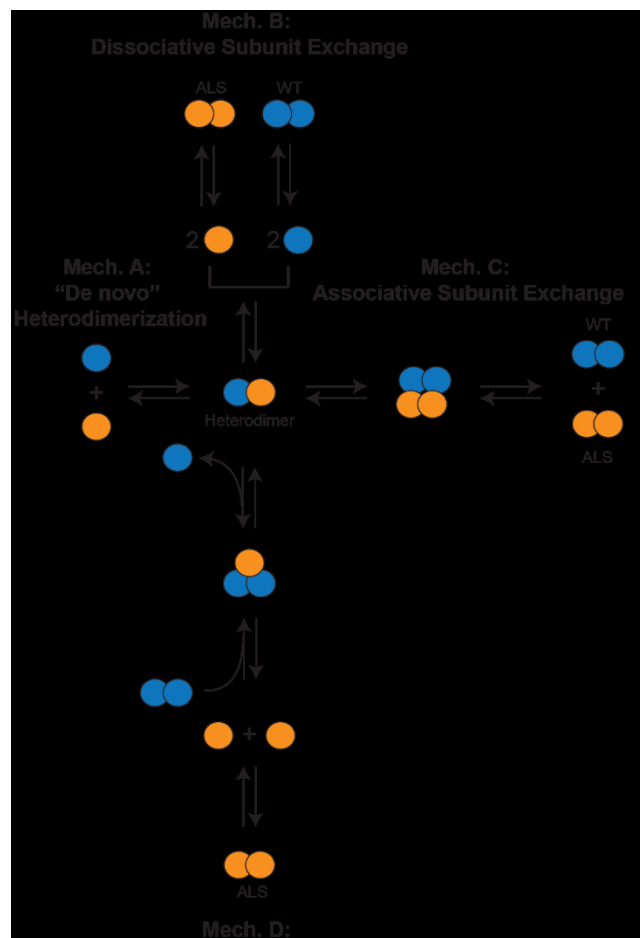 Mech. B:
Dissociative Subunit Exchange
ALS WT
2 2
Mech. A:
“De novo”
Heterodimerization
Mech. C:
Associative Subunit Exchange
WT
+ +
Heterodimer
ALS
+
ALS
Mech. D: